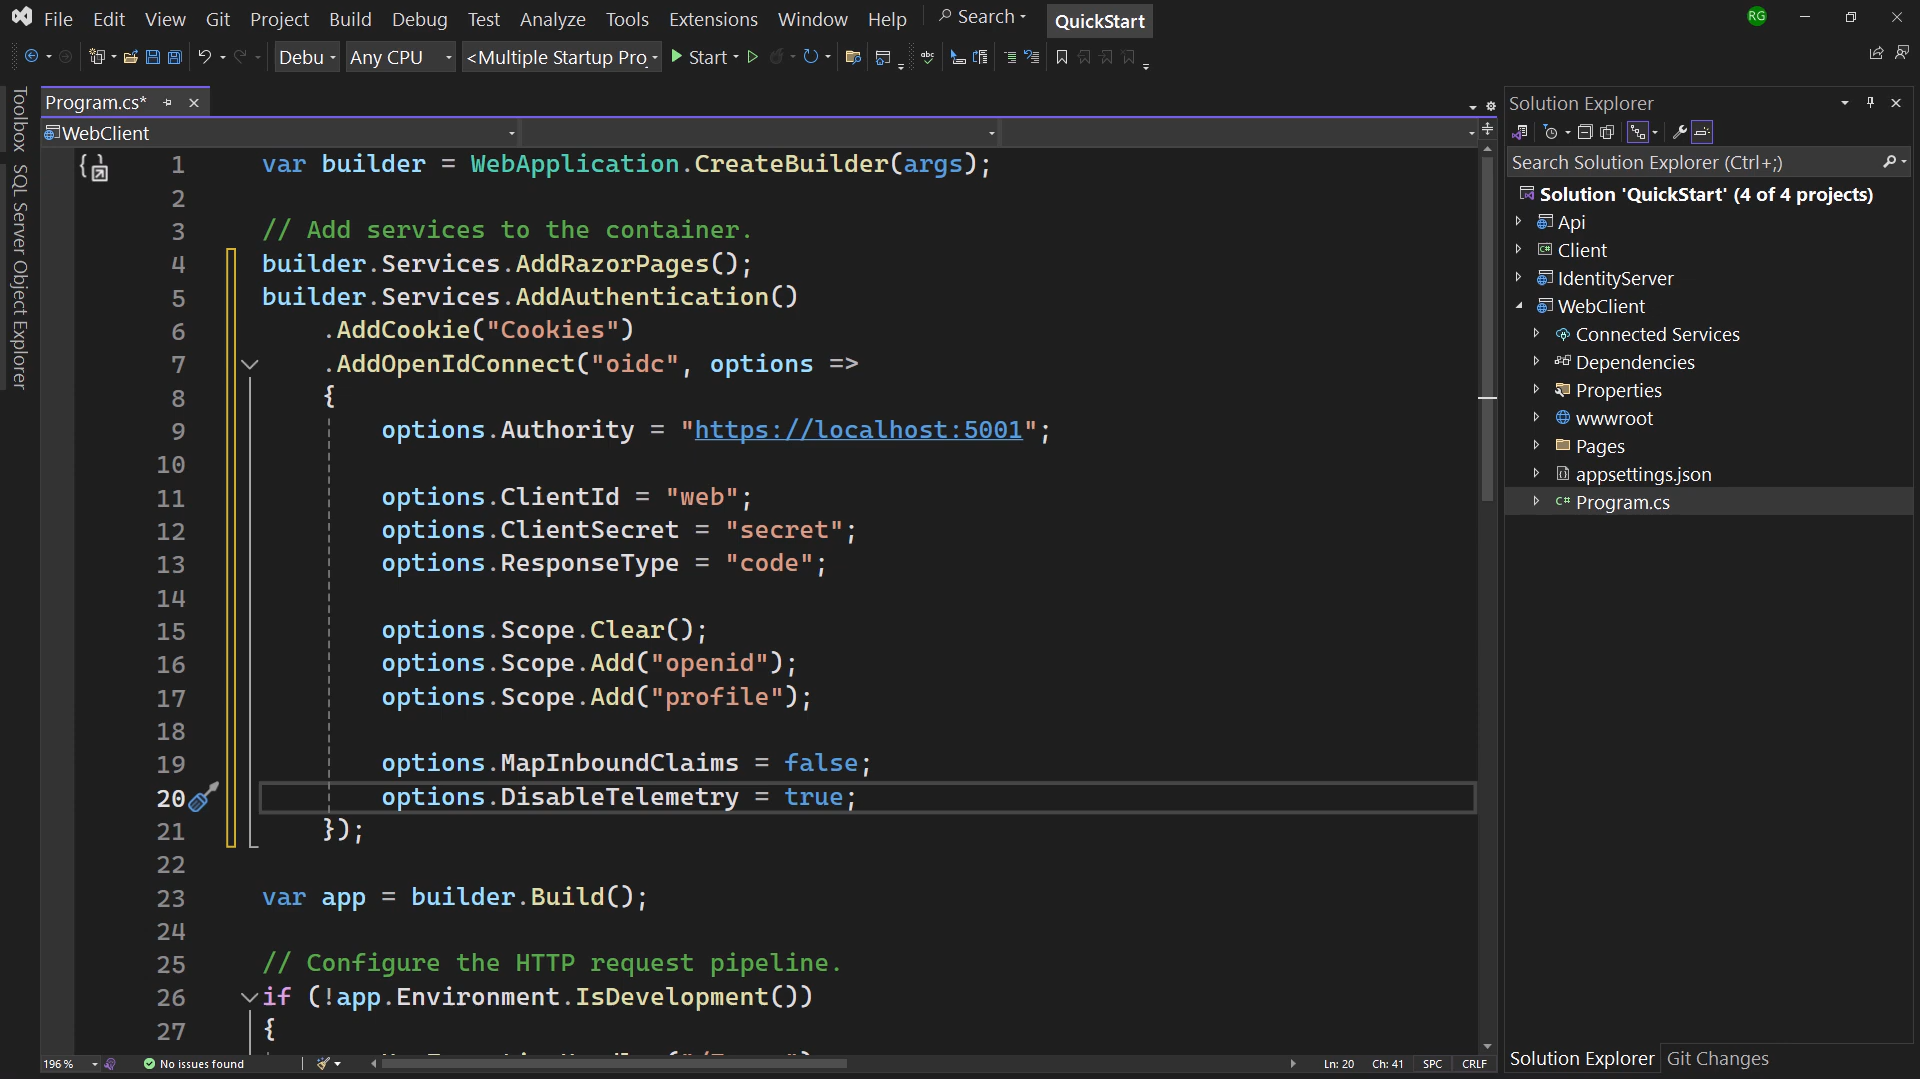 File Edit View Git Project Build Debug Test Analyze Tools Extensions Window Help Search QuickStart RG
Debu Any CPU <Multiple Startup Pro Start
Toolbox
SQL Server Object Explorer
Program.cs*
WebClient
1 var builder = WebApplication.CreateBuilder(args);
2
3 // Add services to the container.
4 builder.Services.AddRazorPages();
5 builder.Services.AddAuthentication()
6 .AddCookie("Cookies")
7 .AddOpenIdConnect("oidc", options =>
8 {
9 options.Authority = "https://localhost:5001";
10
11 options.ClientId = "web";
12 options.ClientSecret = "secret";
13 options.ResponseType = "code";
14
15 options.Scope.Clear();
16 options.Scope.Add("openid");
17 options.Scope.Add("profile");
18
19 options.MapInboundClaims = false;
20 options.DisableTelemetry = true;
21 });
22
23 var app = builder.Build();
24
25 // Configure the HTTP request pipeline.
26 if (!app.Environment.IsDevelopment())
27 {
196 % No issues found Ln: 20 Ch: 41 SPC CRLF
Solution Explorer
Search Solution Explorer (Ctrl+;)
Solution 'QuickStart' (4 of 4 projects)
Api
Client
IdentityServer
WebClient
Connected Services
Dependencies
Properties
wwwroot
Pages
appsettings.json
C# Program.cs
Solution Explorer Git Changes